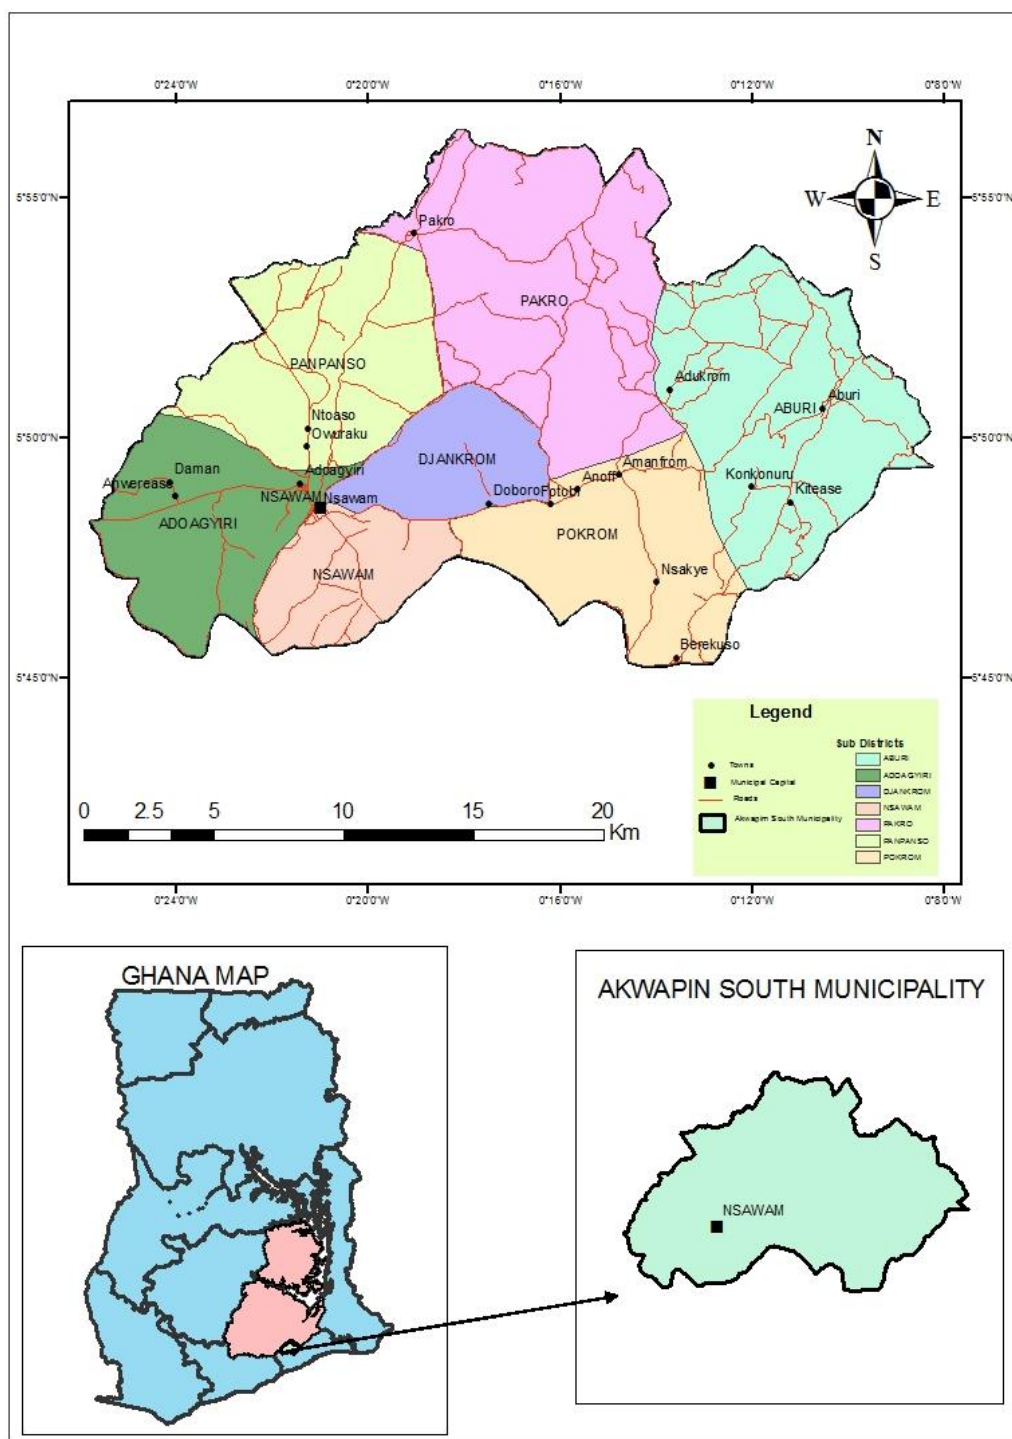 0°24'0"W 0°20'0"W 0°16'0"W 0°12'0"W 0°8'0"W
N
W E
S
5°55'0"N 5°55'0"N
Pakro
PAKRO
PANPANSO
Adukrom
ABURI Aburi
Ntoaso
Owuraku
5°50'0"N 5°50'0"N
DJANKROM
Amanfrom
Daman Adoagyiri
Anwerease
Anoff
Konkonuru
Kitease
NSAWAM Nsawam
Doboro Fotobi
ADOAGYIRI
POKROM
NSAWAM
Nsakye
Berekuso
5°45'0"N 5°45'0"N
Legend
Sub Districts
Towns
Municipal Capital
Roads
Akwapim South Municipality
ABURI
ADOAGYIRI
DJANKROM
NSAWAM
PAKRO
PANPANSO
POKROM
0 2.5 5 10 15 20
Km
0°24'0"W 0°20'0"W 0°16'0"W 0°12'0"W 0°8'0"W
GHANA MAP
AKWAPIN SOUTH MUNICIPALITY
NSAWAM